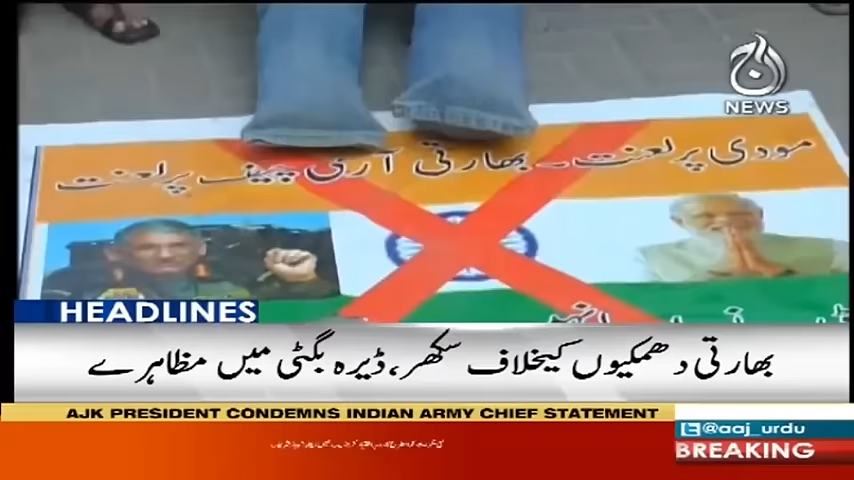 آج
NEWS
مودی پر لعنت - بھارتی آرمی چیف پر لعنت
HEADLINES
بھارتی دھمکیوں کیخلاف سکھر، ڈیرہ بگٹی میں مظاہرے
AJK PRESIDENT CONDEMNS INDIAN ARMY CHIEF STATEMENT
@aaj_urdu
BREAKING